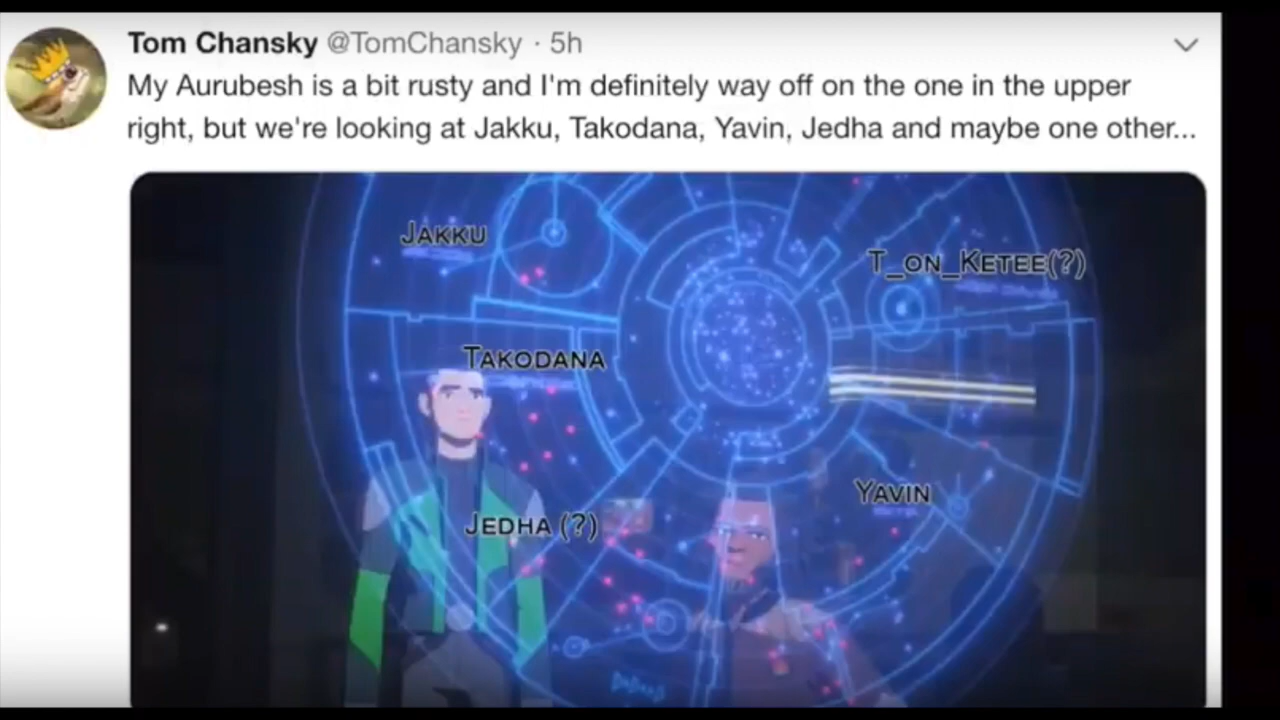 Tom Chansky @TomChansky · 5h
My Aurubesh is a bit rusty and I'm definitely way off on the one in the upper
right, but we're looking at Jakku, Takodana, Yavin, Jedha and maybe one other...
JAKKU
T_ON_KETEE(?)
TAKODANA
YAVIN
JEDHA (?)